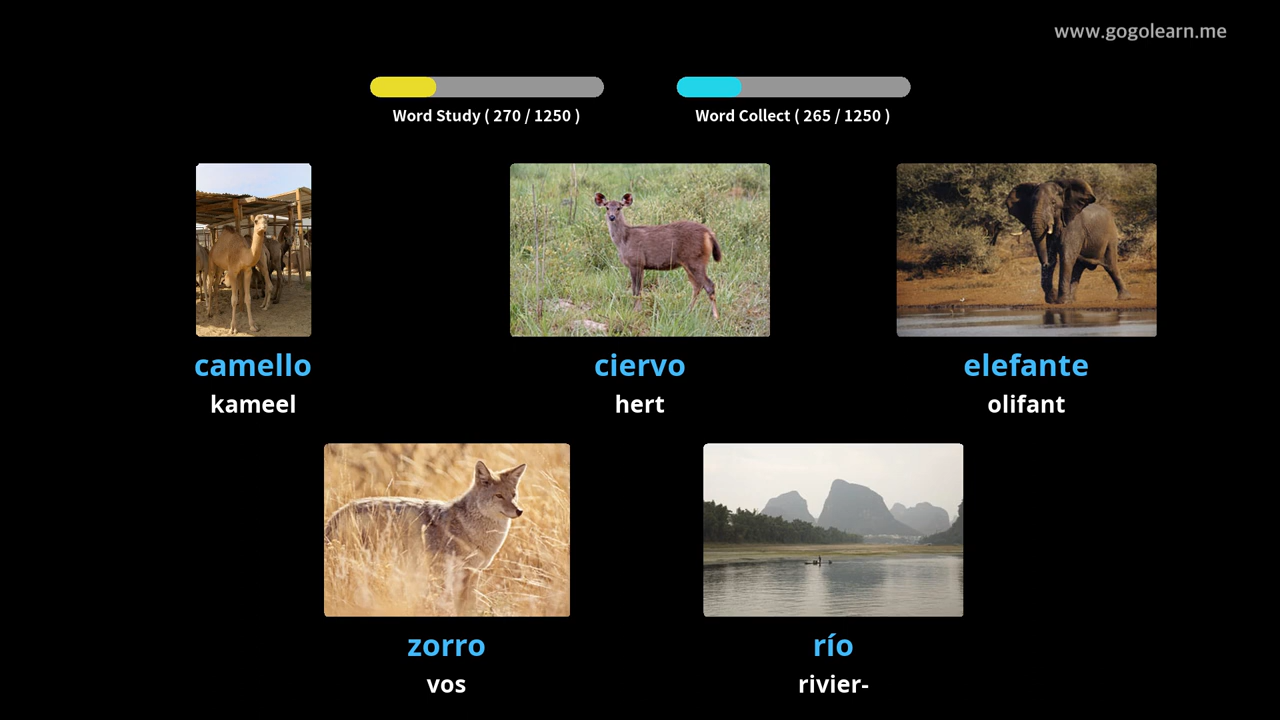 www.gogolearn.me
Word Study ( 270 / 1250 )
Word Collect ( 265 / 1250 )
camello
kameel
ciervo
hert
elefante
olifant
zorro
vos
río
rivier-